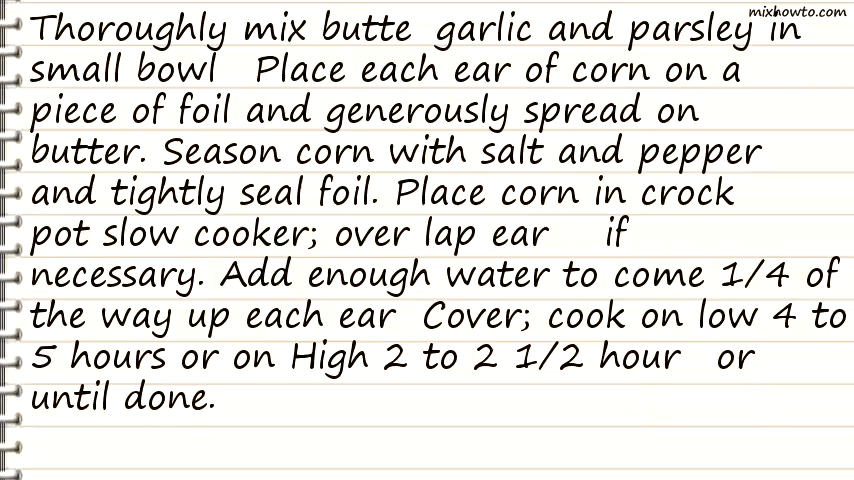 mixhowto.com
Thoroughly mix butte garlic and parsley in
small bowl Place each ear of corn on a
piece of foil and generously spread on
butter. Season corn with salt and pepper
and tightly seal foil. Place corn in crock
pot slow cooker; over lap ear if
necessary. Add enough water to come 1/4 of
the way up each ear Cover; cook on low 4 to
5 hours or on High 2 to 2 1/2 hour or
until done.